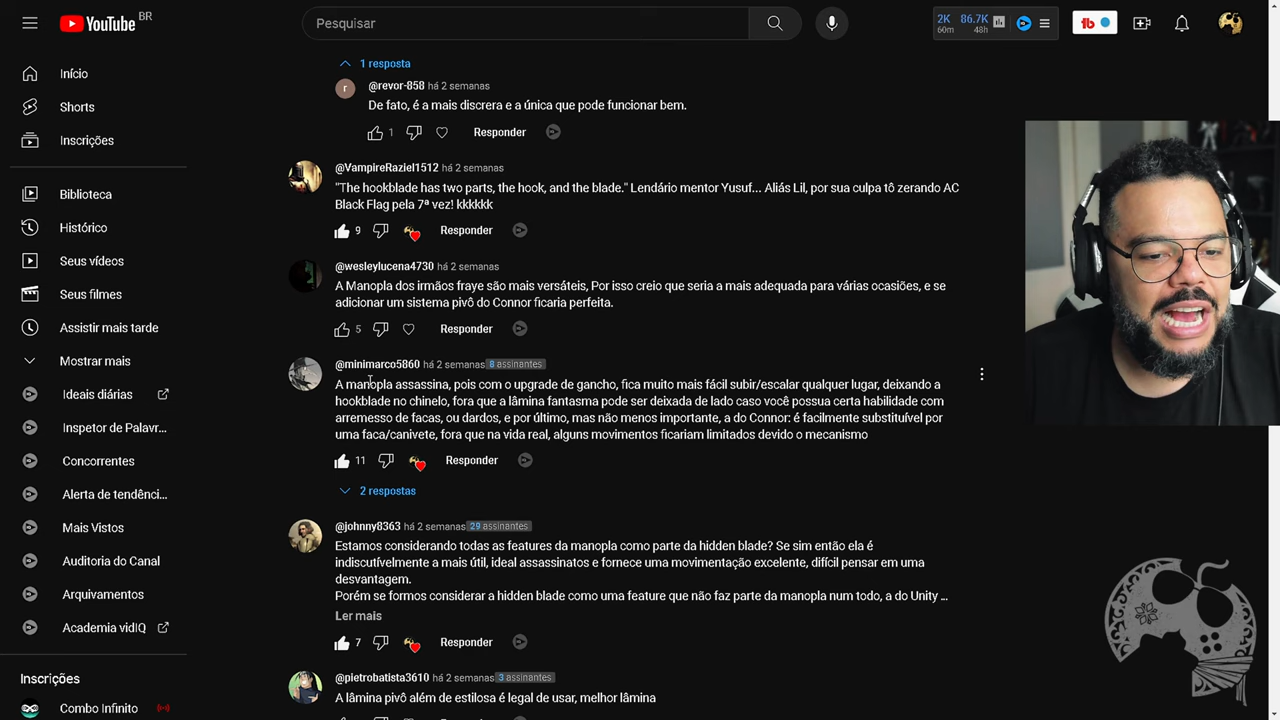 YouTube BR
Pesquisar
2K 60m 86.7K 48h
tb
Início
Shorts
Inscrições
Biblioteca
Histórico
Seus vídeos
Seus filmes
Assistir mais tarde
Mostrar mais
Ideais diárias
Inspetor de Palavr...
Concorrentes
Alerta de tendênci...
Mais Vistos
Auditoria do Canal
Arquivamentos
Academia vidIQ
Inscrições
Combo Infinito
1 resposta
r
@revor-858 há 2 semanas
De fato, é a mais discrera e a única que pode funcionar bem.
1 Responder
@VampireRaziel1512 há 2 semanas
"The hookblade has two parts, the hook, and the blade." Lendário mentor Yusuf... Aliás Lil, por sua culpa tô zerando AC
Black Flag pela 7ª vez! kkkkkk
9 Responder
@wesleylucena4730 há 2 semanas
A Manopla dos irmãos fraye são mais versáteis, Por isso creio que seria a mais adequada para várias ocasiões, e se
adicionar um sistema pivô do Connor ficaria perfeita.
5 Responder
@minimarco5860 há 2 semanas 8 assinantes
A manopla assassina, pois com o upgrade de gancho, fica muito mais fácil subir/escalar qualquer lugar, deixando a
hookblade no chinelo, fora que a lâmina fantasma pode ser deixada de lado caso você possua certa habilidade com
arremesso de facas, ou dardos, e por último, mas não menos importante, a do Connor: é facilmente substituível por
uma faca/canivete, fora que na vida real, alguns movimentos ficariam limitados devido o mecanismo
11 Responder
2 respostas
@johnny8363 há 2 semanas 29 assinantes
Estamos considerando todas as features da manopla como parte da hidden blade? Se sim então ela é
indiscutívelmente a mais útil, ideal assassinatos e fornece uma movimentação excelente, difícil pensar em uma
desvantagem.
Porém se formos considerar a hidden blade como uma feature que não faz parte da manopla num todo, a do Unity ...
Ler mais
7 Responder
@pietrobatista3610 há 2 semanas 3 assinantes
A lâmina pivô além de estilosa é legal de usar, melhor lâmina